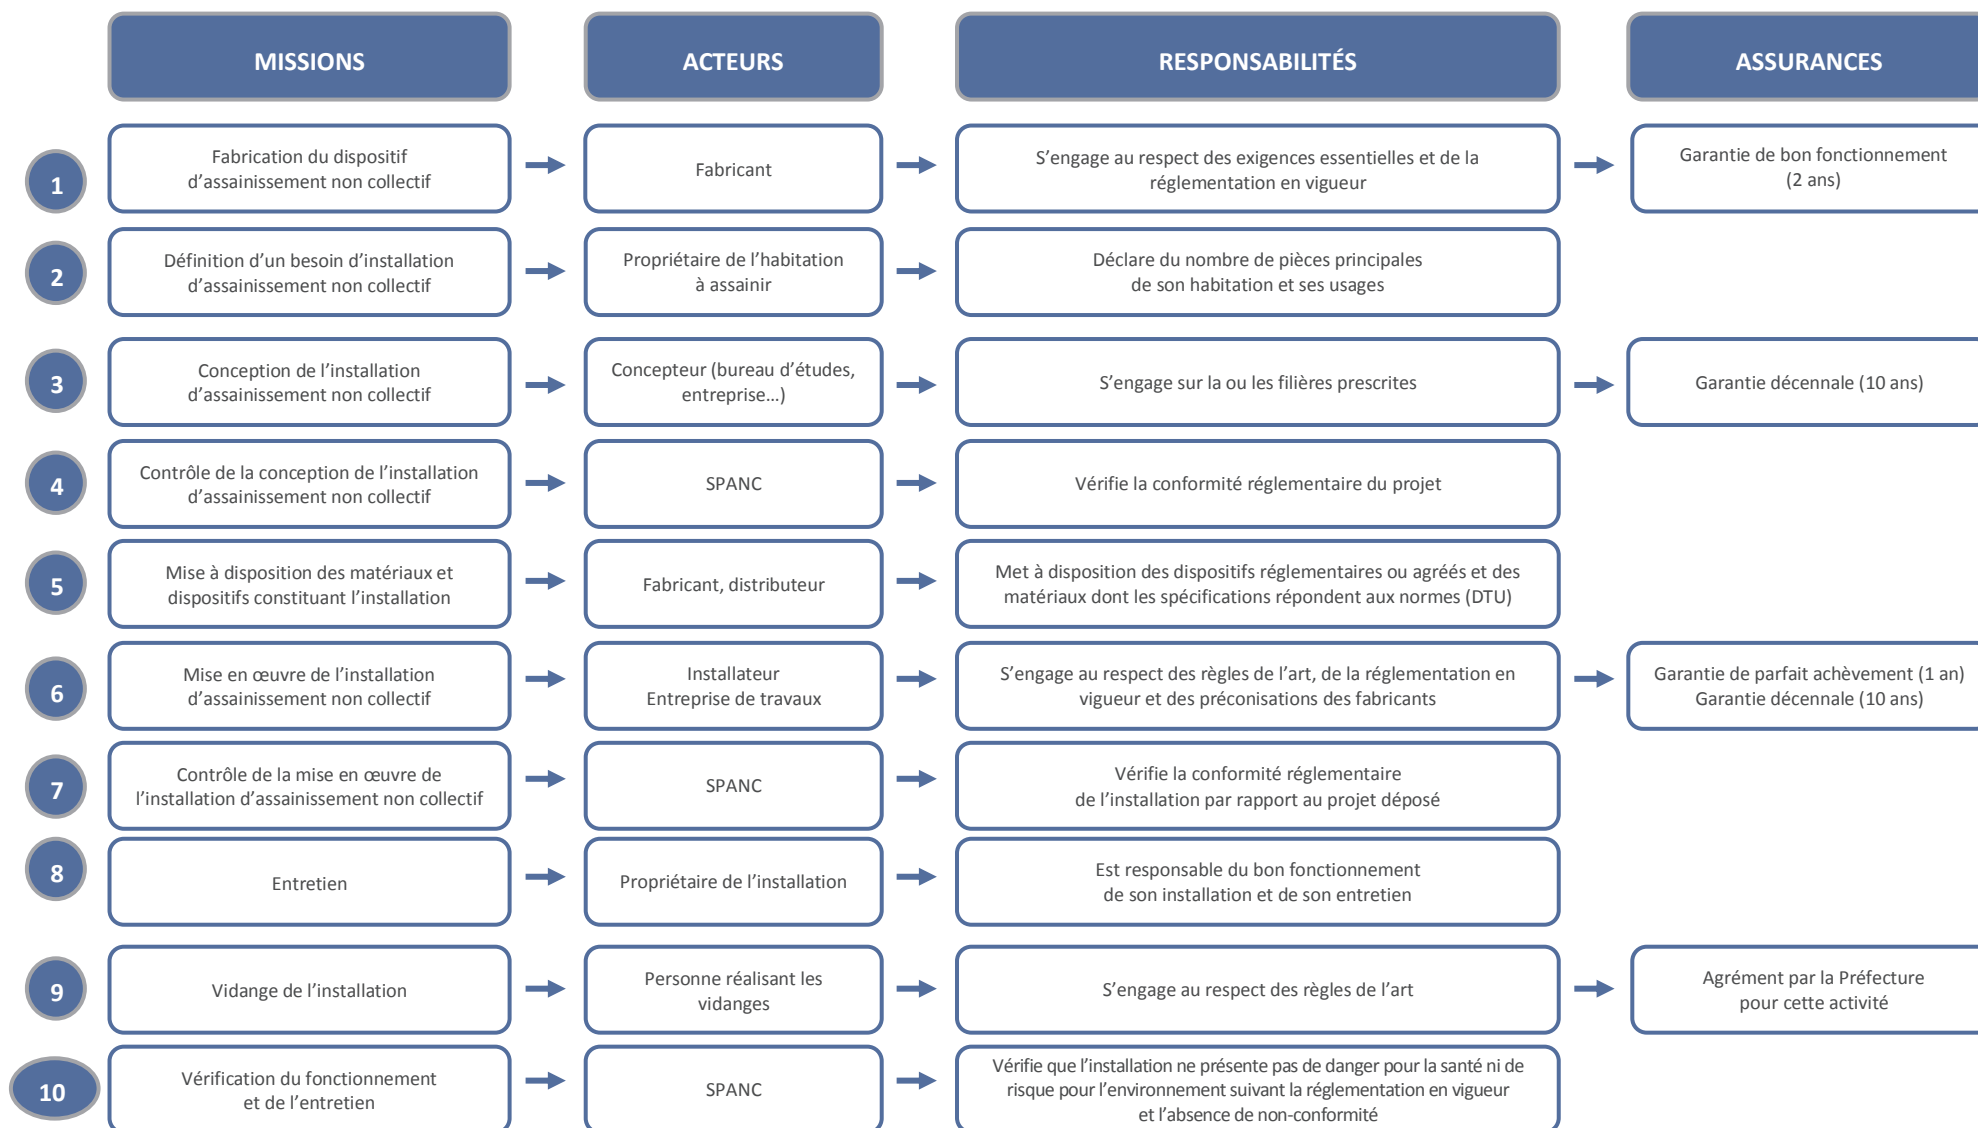 MISSIONS
ACTEURS
RESPONSABILITÉS
ASSURANCES
1
Fabrication du dispositif
d'assainissement non collectif
Fabricant
S'engage au respect des exigences essentielles et de la
réglementation en vigueur
Garantie de bon fonctionnement
(2 ans)
2
Définition d'un besoin d'installation
d'assainissement non collectif
Propriétaire de l'habitation
à assainir
Déclare du nombre de pièces principales
de son habitation et ses usages
3
Conception de l'installation
d'assainissement non collectif
Concepteur (bureau d'études,
entreprise…)
S'engage sur la ou les filières prescrites
Garantie décennale (10 ans)
4
Contrôle de la conception de l'installation
d'assainissement non collectif
SPANC
Vérifie la conformité réglementaire du projet
5
Mise à disposition des matériaux et
dispositifs constituant l'installation
Fabricant, distributeur
Met à disposition des dispositifs réglementaires ou agréés et des
matériaux dont les spécifications répondent aux normes (DTU)
6
Mise en œuvre de l'installation
d'assainissement non collectif
Installateur
Entreprise de travaux
S'engage au respect des règles de l'art, de la réglementation en
vigueur et des préconisations des fabricants
Garantie de parfait achèvement (1 an)
Garantie décennale (10 ans)
7
Contrôle de la mise en œuvre de
l'installation d'assainissement non collectif
SPANC
Vérifie la conformité réglementaire
de l'installation par rapport au projet déposé
8
Entretien
Propriétaire de l'installation
Est responsable du bon fonctionnement
de son installation et de son entretien
9
Vidange de l'installation
Personne réalisant les
vidanges
S'engage au respect des règles de l'art
Agrément par la Préfecture
pour cette activité
10
Vérification du fonctionnement
et de l'entretien
SPANC
Vérifie que l'installation ne présente pas de danger pour la santé ni de
risque pour l'environnement suivant la réglementation en vigueur
et l'absence de non-conformité